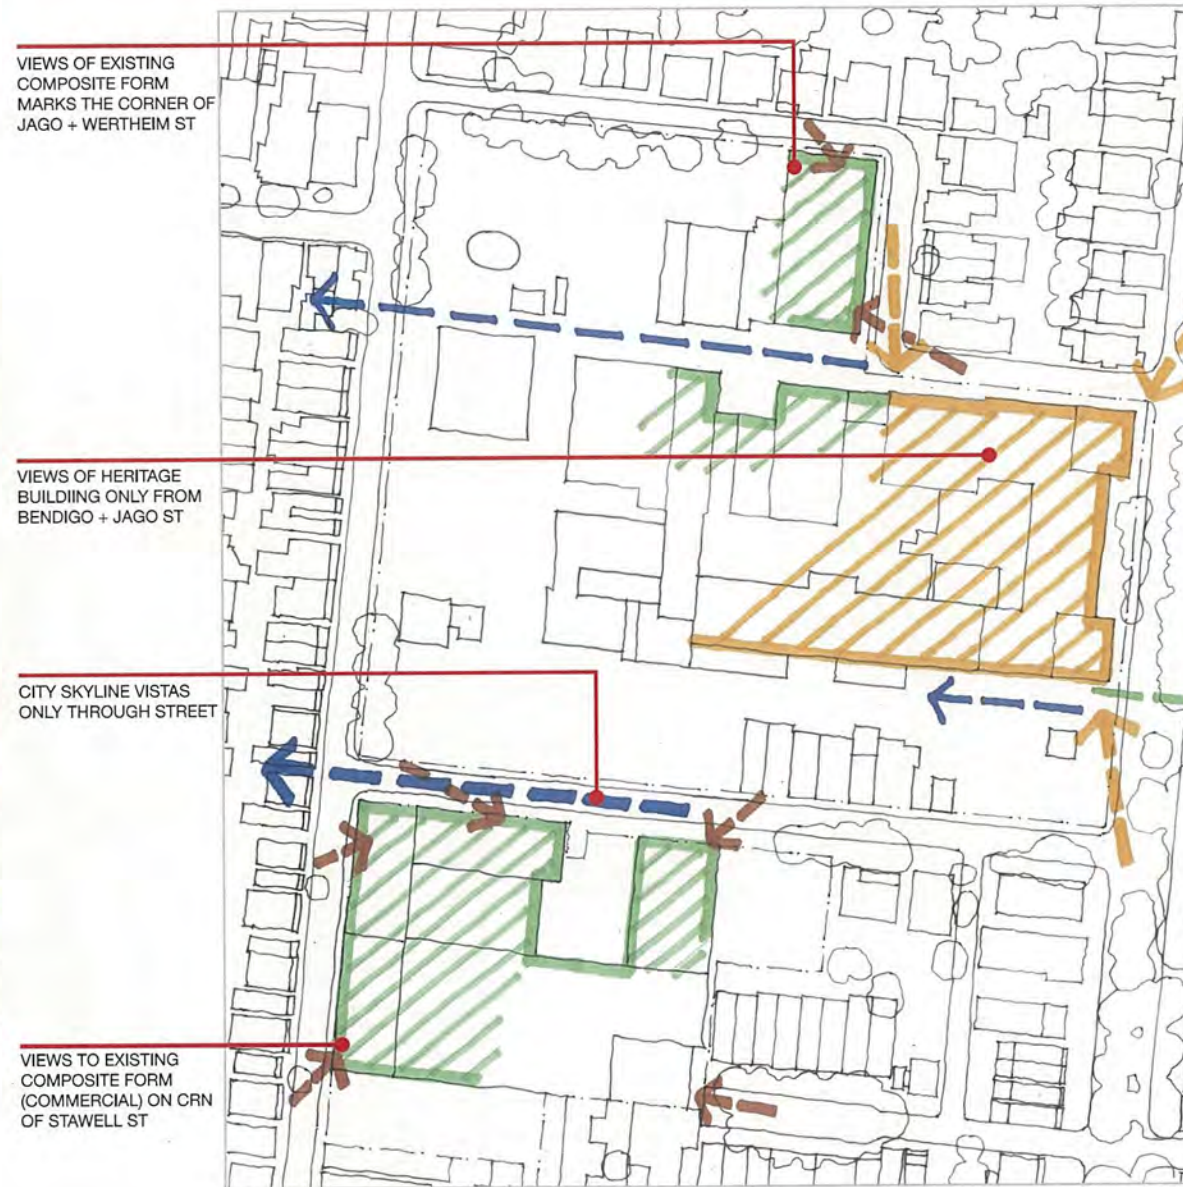 VIEWS OF EXISTING
COMPOSITE FORM
MARKS THE CORNER OF
JAGO + WERTHEIM ST
VIEWS OF HERITAGE
BUILDING ONLY FROM
BENDIGO + JAGO ST
CITY SKYLINE VISTAS
ONLY THROUGH STREET
VIEWS TO EXISTING
COMPOSITE FORM
(COMMERCIAL) ON CRN
OF STAWELL ST